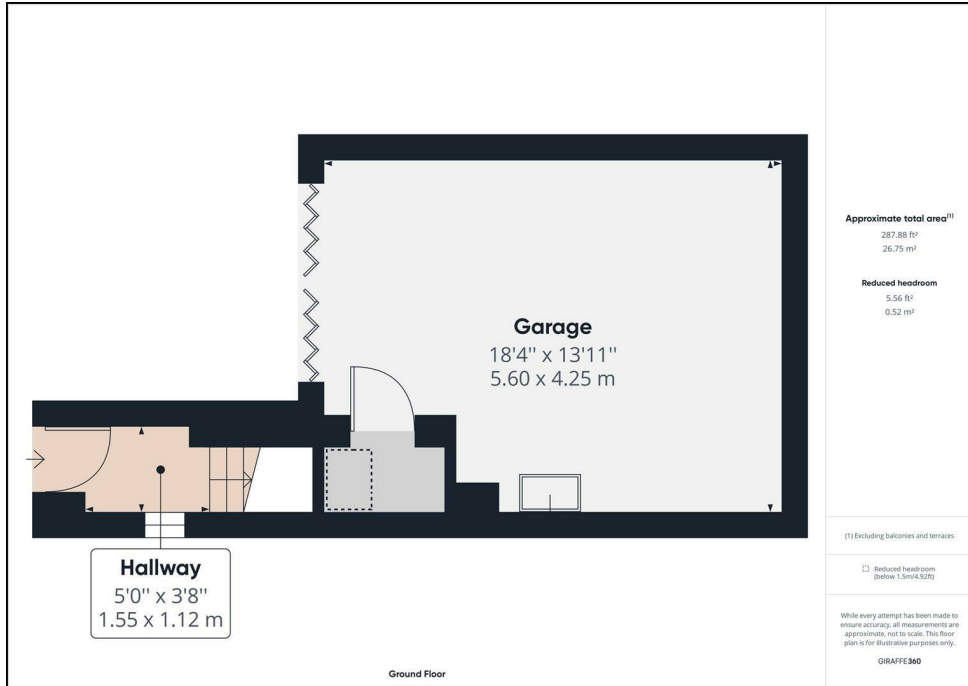 Garage
18'4'' x 13'11''
5.60 x 4.25 m
Hallway
5'0'' x 3'8''
1.55 x 1.12 m
Ground Floor
Approximate total area(1)
287.88 ft²
26.75 m²
Reduced headroom
5.56 ft²
0.52 m²
(1) Excluding balconies and terraces
Reduced headroom
(below 1.5m/4.92ft)
While every attempt has been made to
ensure accuracy, all measurements are
approximate, not to scale. This floor
plan is for illustrative purposes only.
GIRAFFE360